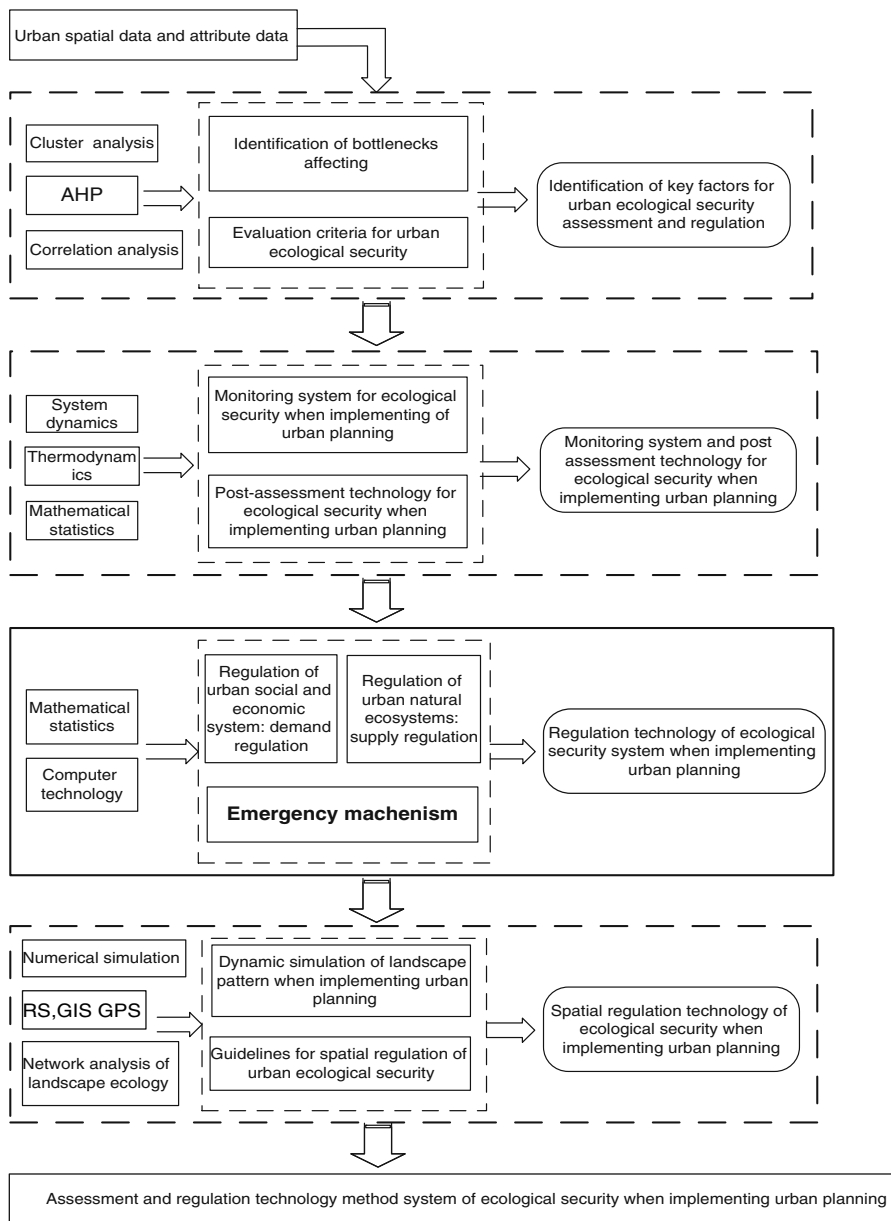 Urban spatial data and attribute data
Cluster analysis
AHP
Correlation analysis
Identification of bottlenecks
affecting
Evaluation criteria for urban
ecological security
Identification of key factors for
urban ecological security
assessment and regulation
System
dynamics
Thermodynam
ics
Mathematical
statistics
Monitoring system for ecological
security when implementing of
urban planning
Post-assessment technology for
ecological security when
implementing urban planning
Monitoring system and post
assessment technology for
ecological security when
implementing urban planning
Mathematical
statistics
Computer
technology
Regulation of
urban social and
economic
system: demand
regulation
Regulation of
urban natural
ecosystems:
supply regulation
Emergency machenism
Regulation technology of ecological
security system when implementing
urban planning
Numerical simulation
RS,GIS GPS
Network analysis of
landscape ecology
Dynamic simulation of landscape
pattern when implementing urban
planning
Guidelines for spatial regulation of
urban ecological security
Spatial regulation technology of
ecological security when
implementing urban planning
Assessment and regulation technology method system of ecological security when implementing urban planning